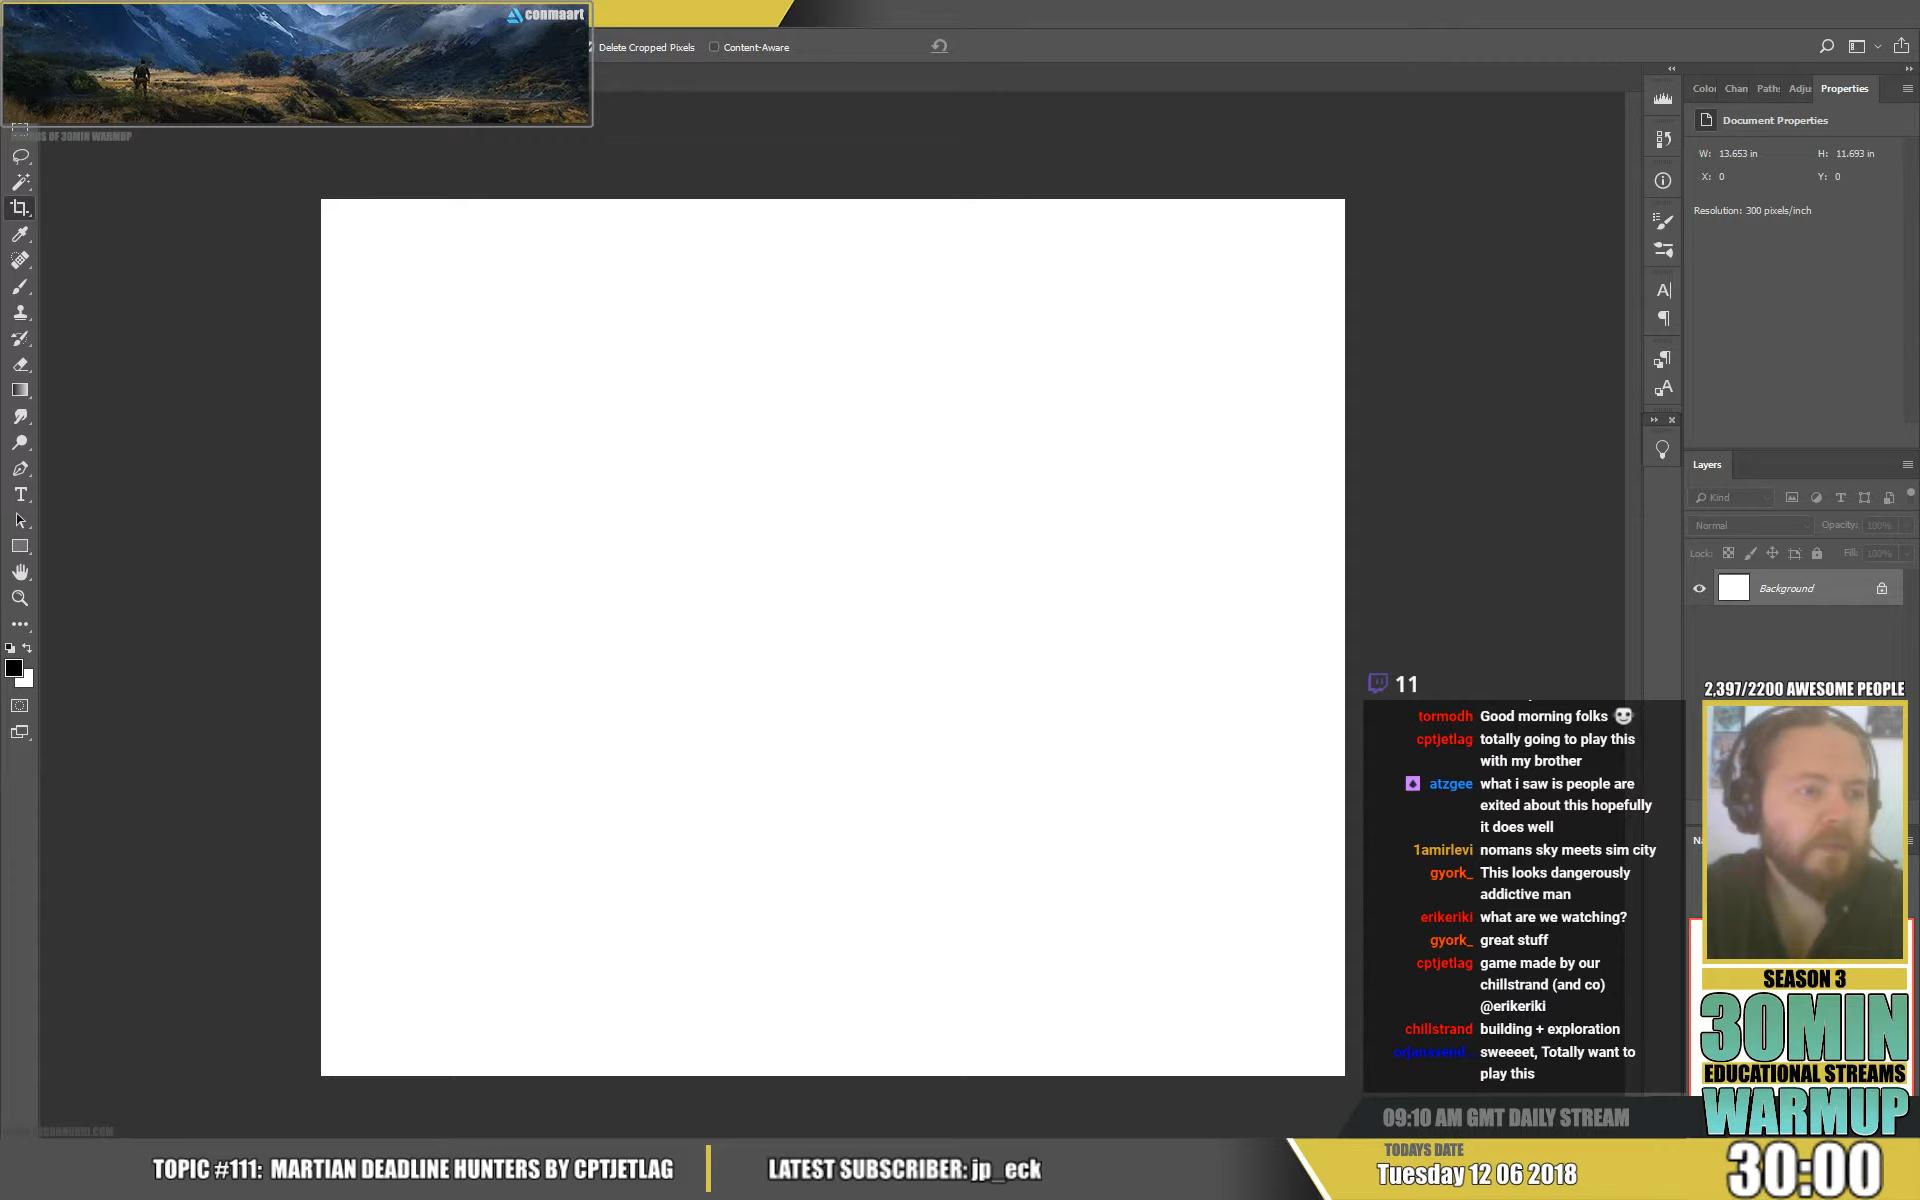 conmaart
Delete Cropped Pixels
Content-Aware
OF 30MIN WARMUP
Chan
Properties
Document Properties
W: 13.653 in
H: 11.693 in
X: 0
Y: 0
Resolution: 300 pixels/inch
Layers
Kind
Normal
Opacity: 100%
Lock:
Fill: 100%
Background
2,397/2200 AWESOME PEOPLE
11
tormodh Good morning folks
cptjetlag totally going to play this
with my brother
atzgee what i saw is people are
exited about this hopefully
it does well
1amirlevi nomans sky meets sim city
gyork_ This looks dangerously
addictive man
erikeriki what are we watching?
gyork_ great stuff
cptjetlag game made by our
chillstrand (and co)
@erikeriki
chillstrand building + exploration
orjansvend... sweeeet, Totally want to
play this
SEASON 3
30MIN
EDUCATIONAL STREAMS
WARMUP
09:10 AM GMT DAILY STREAM
TOPIC #111: MARTIAN DEADLINE HUNTERS BY CPTJETLAG
LATEST SUBSCRIBER: jp_eck
TODAYS DATE
Tuesday 12 06 2018
30:00